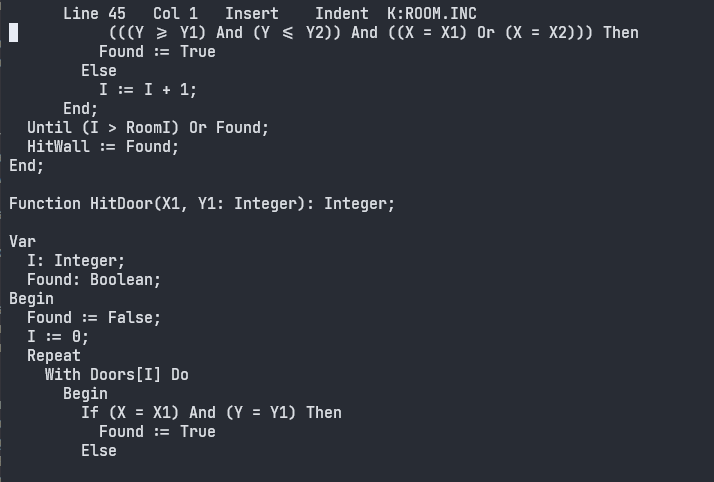 Line 45   Col 1   Insert    Indent  K:ROOM.INC
           (((Y >= Y1) And (Y <= Y2)) And ((X = X1) Or (X = X2))) Then
          Found := True
        Else
          I := I + 1;
      End;
  Until (I > RoomI) Or Found;
  HitWall := Found;
End;

Function HitDoor(X1, Y1: Integer): Integer;

Var
  I: Integer;
  Found: Boolean;
Begin
  Found := False;
  I := 0;
  Repeat
    With Doors[I] Do
      Begin
        If (X = X1) And (Y = Y1) Then
          Found := True
        Else